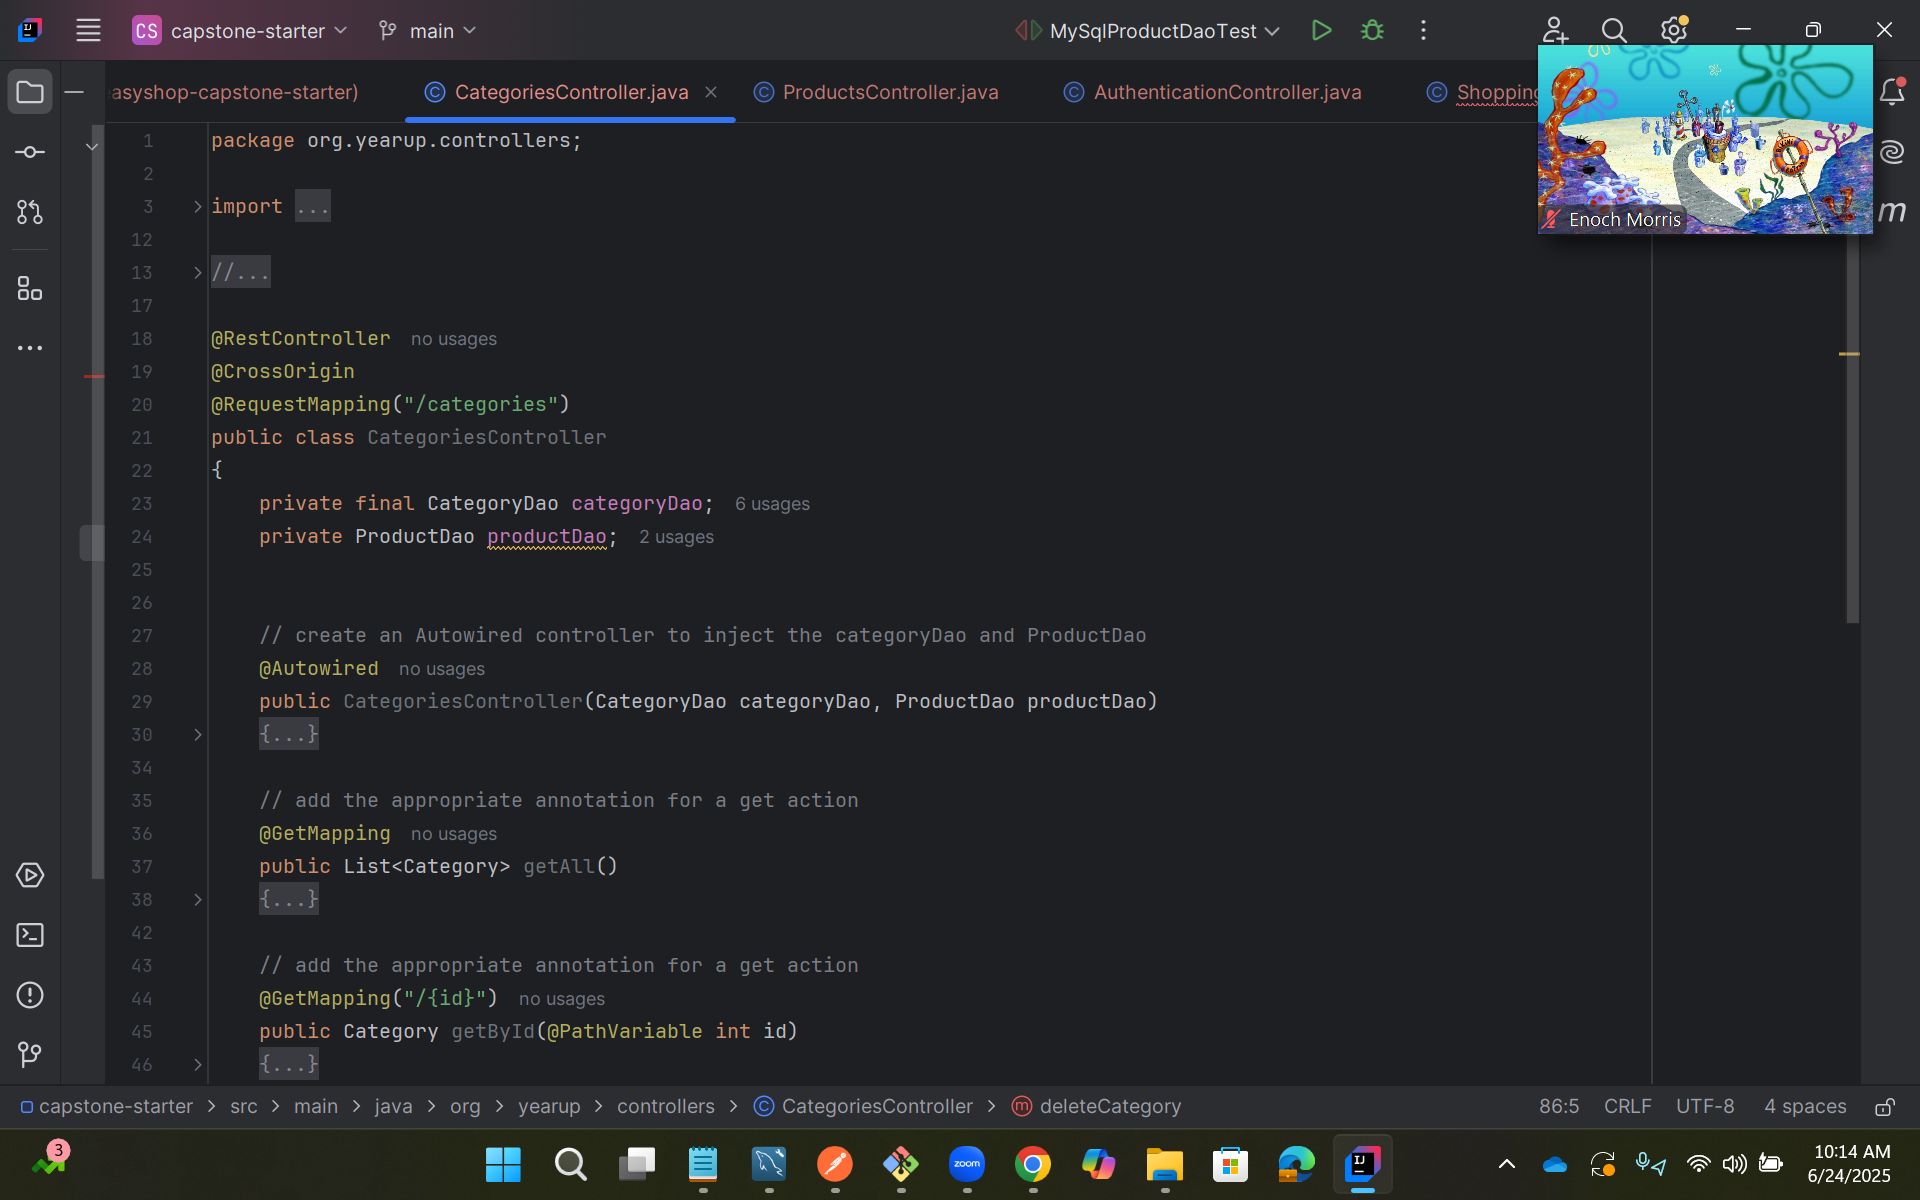 CS capstone-starter main MySqlProductDaoTest
asyshop-capstone-starter) CategoriesController.java ProductsController.java AuthenticationController.java Shopping
Enoch Morris
m
1 package org.yearup.controllers;
2
3 import ...
12
13 //...
17
18 @RestController no usages
19 @CrossOrigin
20 @RequestMapping("/categories")
21 public class CategoriesController
22 {
23 private final CategoryDao categoryDao; 6 usages
24 private ProductDao productDao; 2 usages
25
26
27 // create an Autowired controller to inject the categoryDao and ProductDao
28 @Autowired no usages
29 public CategoriesController(CategoryDao categoryDao, ProductDao productDao)
30 {...}
34
35 // add the appropriate annotation for a get action
36 @GetMapping no usages
37 public List<Category> getAll()
38 {...}
42
43 // add the appropriate annotation for a get action
44 @GetMapping("/{id}") no usages
45 public Category getById(@PathVariable int id)
46 {...}
capstone-starter > src > main > java > org > yearup > controllers > CategoriesController > deleteCategory 86:5 CRLF UTF-8 4 spaces
3
zoom
IJ
10:14 AM
6/24/2025